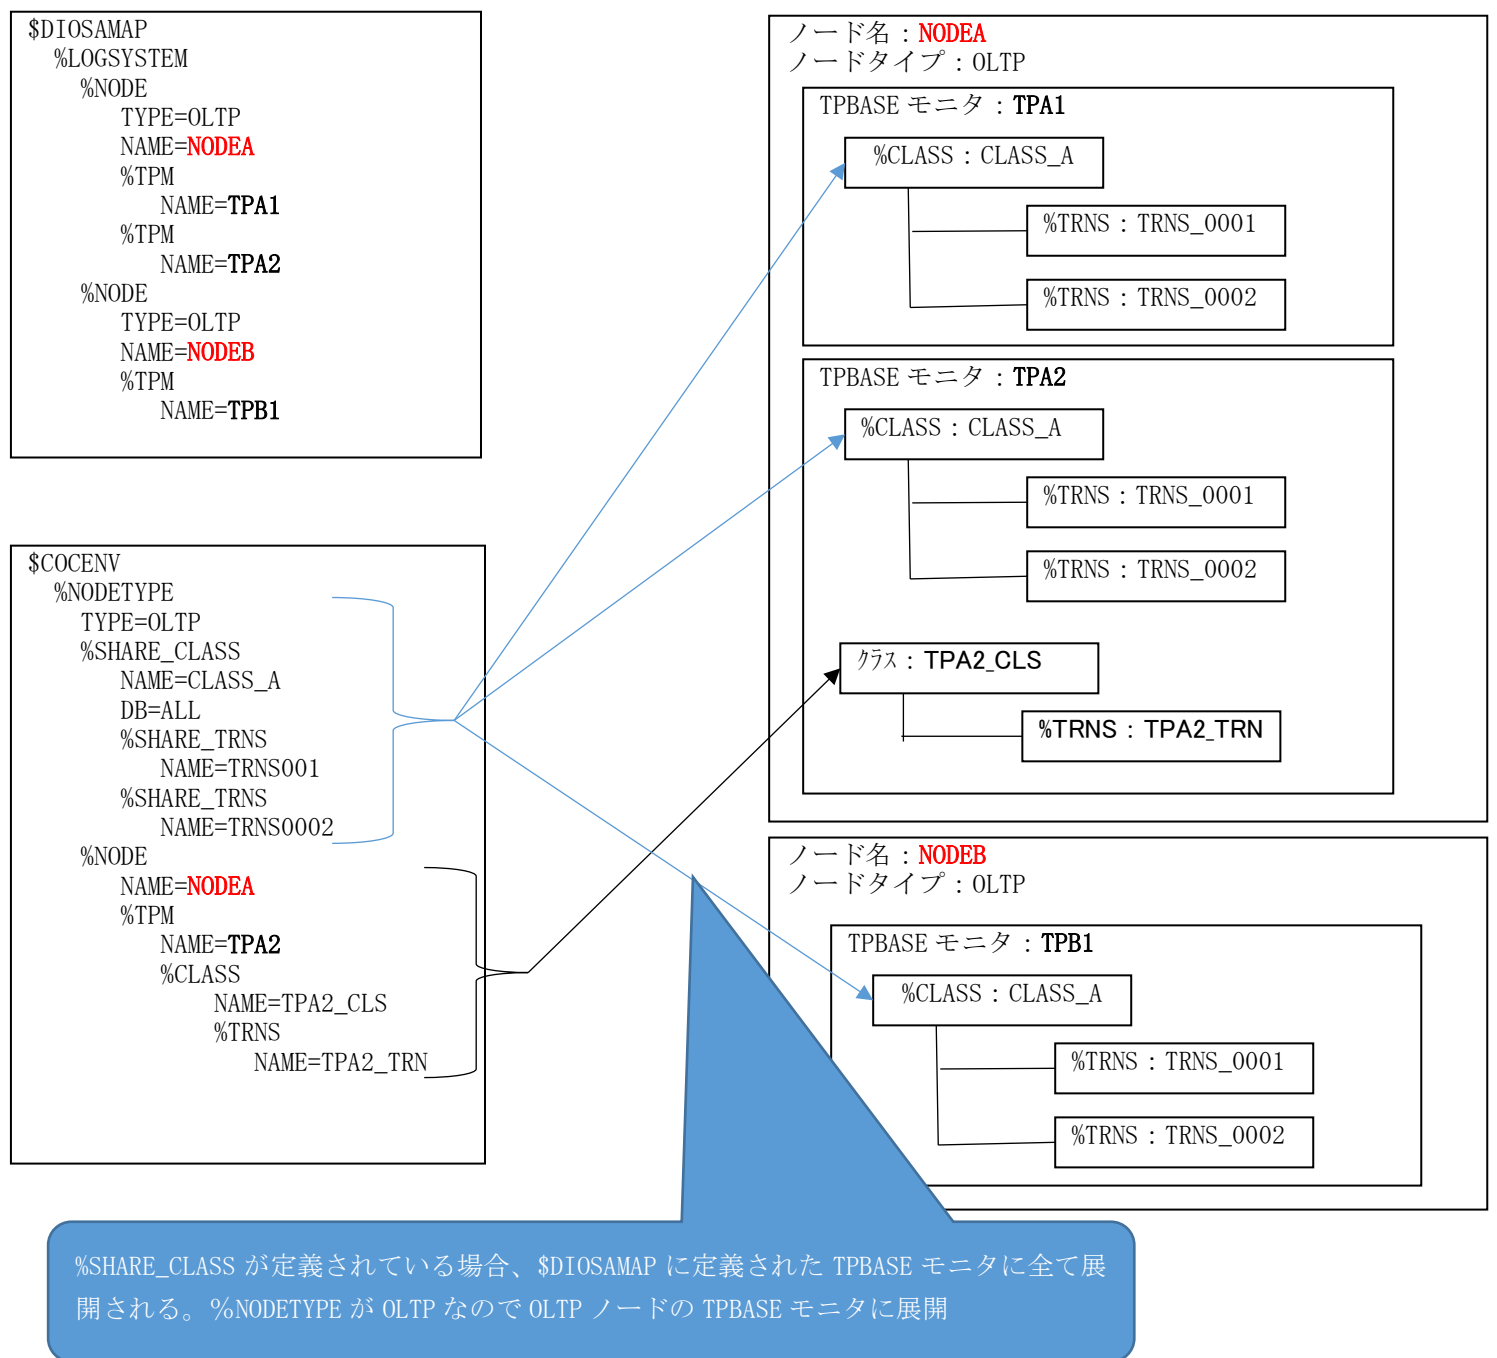 $DIOSAMAP
%LOGSYSTEM
%NODE
TYPE=OLTP
NAME=NODEA
%TPM
NAME=TPA1
%TPM
NAME=TPA2
%NODE
TYPE=OLTP
NAME=NODEB
%TPM
NAME=TPB1
$COCENV
%NODETYPE
TYPE=OLTP
%SHARE_CLASS
NAME=CLASS_A
DB=ALL
%SHARE_TRNS
NAME=TRNS001
%SHARE_TRNS
NAME=TRNS0002
%NODE
NAME=NODEA
%TPM
NAME=TPA2
%CLASS
NAME=TPA2_CLS
%TRNS
NAME=TPA2_TRN
ノード名：NODEA
ノードタイプ：OLTP
TPBASE モニタ：TPA1
%CLASS：CLASS_A
%TRNS：TRNS_0001
%TRNS：TRNS_0002
TPBASE モニタ：TPA2
%CLASS：CLASS_A
%TRNS：TRNS_0001
%TRNS：TRNS_0002
ｸﾗｽ：TPA2_CLS
%TRNS：TPA2_TRN
ノード名：NODEB
ノードタイプ：OLTP
TPBASE モニタ：TPB1
%CLASS：CLASS_A
%TRNS：TRNS_0001
%TRNS：TRNS_0002
%SHARE_CLASS が定義されている場合、$DIOSAMAP に定義された TPBASE モニタに全て展
開される。％NODETYPE が OLTP なので OLTP ノードの TPBASE モニタに展開